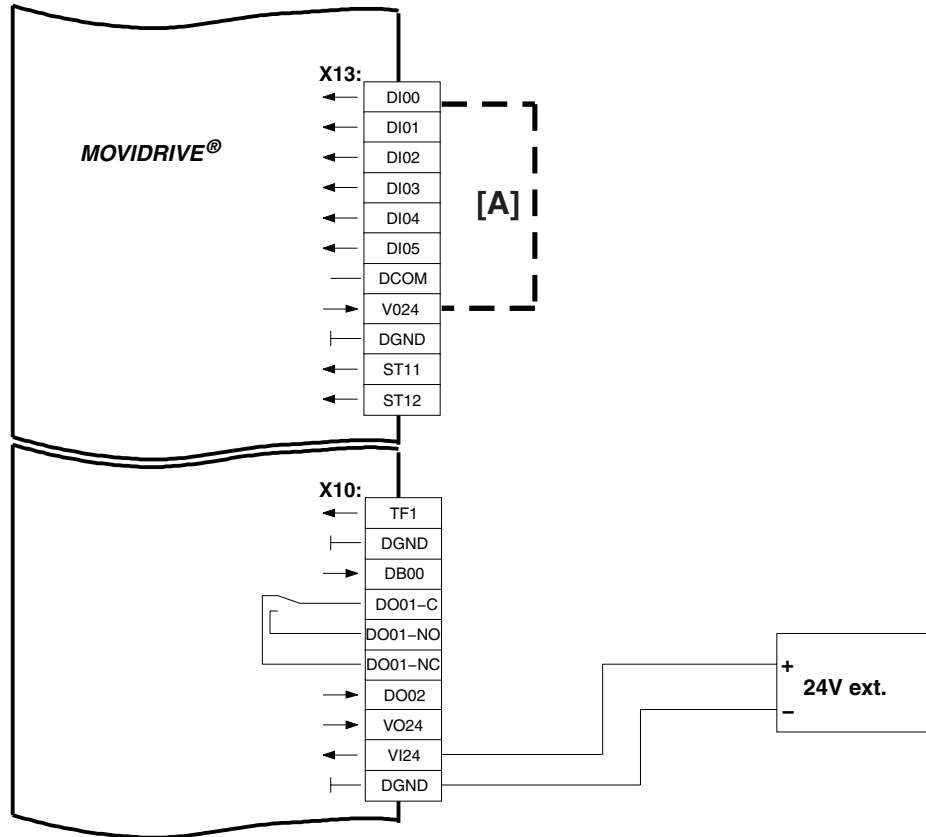 X13:
DI00
DI01
MOVIDRIVE®
DI02
DI03
[A]
DI04
DI05
DCOM
V024
DGND
ST11
ST12
X10:
TF1
DGND
DB00
DO01-C
DO01-NO
DO01-NC
+
24V ext.
DO02
–
VO24
VI24
DGND